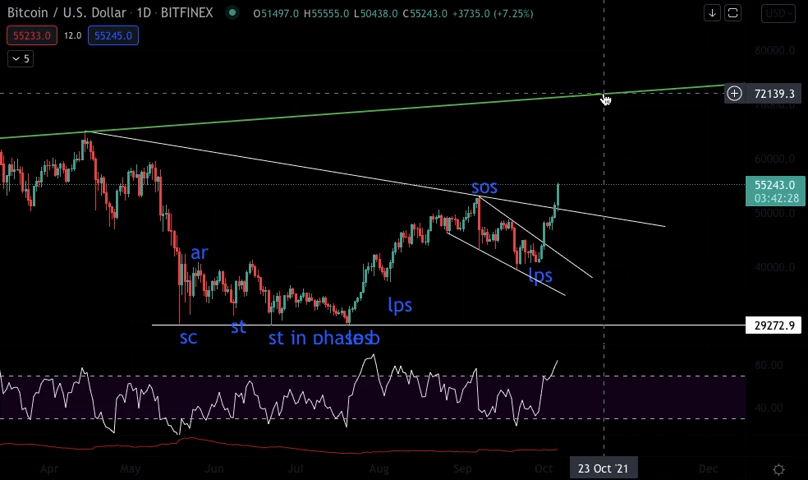 Bitcoin / U.S. Dollar · 1D · BITFINEX O51497.0 H55555.0 L50438.0 C55243.0 +3735.0 (+7.25%) USD
55233.0 12.0 55245.0
5
80000.0
72139.3
60000.0
sos
55243.0
03:42:28
50000.0
ar
40000.0
lps
lps
st
29272.9
sc
st in phase b
80.00
40.00
Apr May Jun Jul Aug Sep Oct 23 Oct '21 Dec